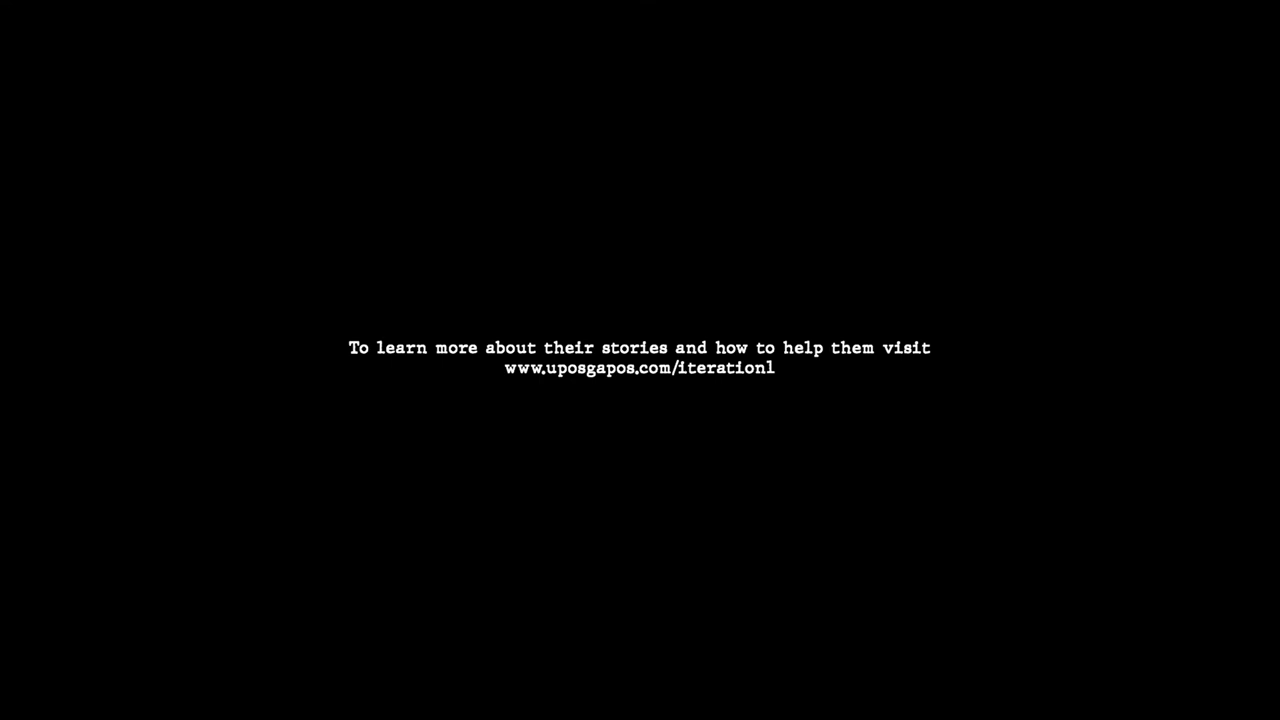 To learn more about their stories and how to help them visit
www.uposgapos.com/iteration1